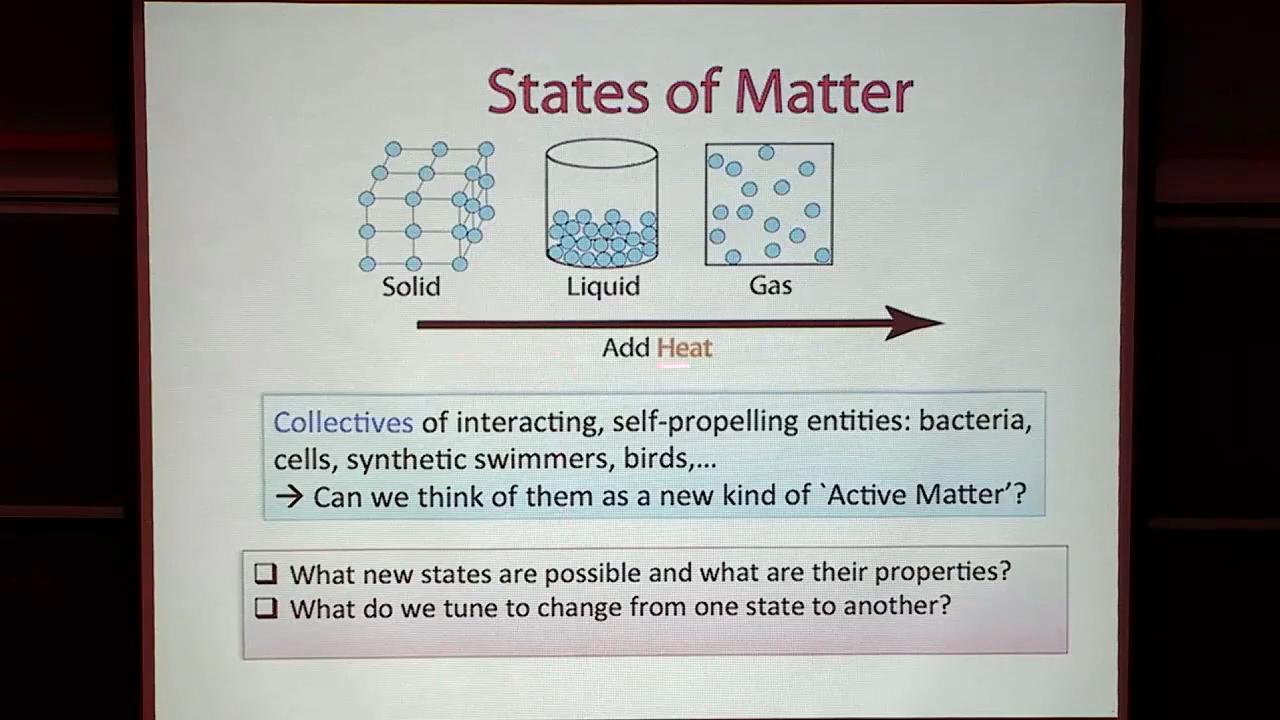 States of Matter
Solid
Liquid
Gas
Add Heat
Collectives of interacting, self-propelling entities: bacteria,
cells, synthetic swimmers, birds,...
→ Can we think of them as a new kind of `Active Matter'?
❑ What new states are possible and what are their properties?
❑ What do we tune to change from one state to another?